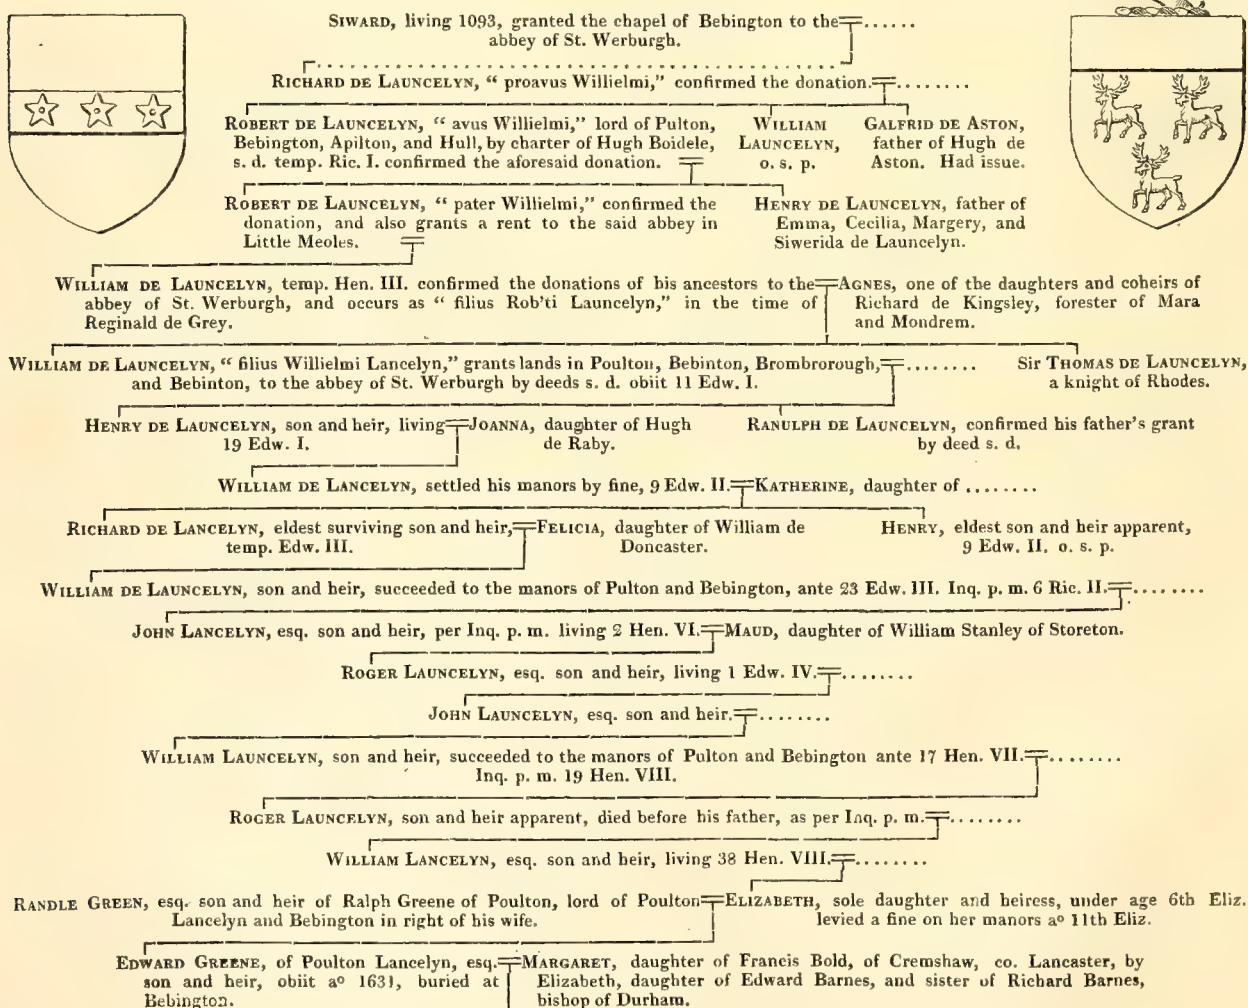 SIWARD, living 1093, granted the chapel of Bebington to the ......
abbey of St. Werburgh.
RICHARD DE LAUNCELYN, “ proavus Willielmi,” confirmed the donation. ........
ROBERT DE LAUNCELYN, “ avus Willielmi,” lord of Pulton,
Bebington, Apilton, and Hull, by charter of Hugh Boidele,
s. d. temp. Ric. I. confirmed the aforesaid donation.
WILLIAM
LAUNCELYN,
o. s. p.
GALFRID DE ASTON,
father of Hugh de
Aston. Had issue.
ROBERT DE LAUNCELYN, “ pater Willielmi,” confirmed the
donation, and also grants a rent to the said abbey in
Little Meoles.
HENRY DE LAUNCELYN, father of
Emma, Cecilia, Margery, and
Siwerida de Launcelyn.
WILLIAM DE LAUNCELYN, temp. Hen. III. confirmed the donations of his ancestors to the
abbey of St. Werburgh, and occurs as “ filius Rob'ti Launcelyn,” in the time of
Reginald de Grey.
AGNES, one of the daughters and coheirs of
Richard de Kingsley, forester of Mara
and Mondrem.
WILLIAM DE LAUNCELYN, “ filius Willielmi Lancelyn,” grants lands in Poulton, Bebinton, Brombrorough, ........
and Bebinton, to the abbey of St. Werburgh by deeds s. d. obiit 11 Edw. I.
Sir THOMAS DE LAUNCELYN,
a knight of Rhodes.
HENRY DE LAUNCELYN, son and heir, living
19 Edw. I.
JOANNA, daughter of Hugh
de Raby.
RANULPH DE LAUNCELYN, confirmed his father's grant
by deed s. d.
WILLIAM DE LANCELYN, settled his manors by fine, 9 Edw. II. KATHERINE, daughter of ........
RICHARD DE LANCELYN, eldest surviving son and heir,
temp. Edw. III.
FELICIA, daughter of William de
Doncaster.
HENRY, eldest son and heir apparent,
9 Edw. II. o. s. p.
WILLIAM DE LAUNCELYN, son and heir, succeeded to the manors of Pulton and Bebington, ante 23 Edw. III. Inq. p. m. 6 Ric. II. ........
JOHN LANCELYN, esq. son and heir, per Inq. p. m. living 2 Hen. VI. MAUD, daughter of William Stanley of Storeton.
ROGER LAUNCELYN, esq. son and heir, living 1 Edw. IV. ........
JOHN LAUNCELYN, esq. son and heir. ........
WILLIAM LAUNCELYN, son and heir, succeeded to the manors of Pulton and Bebington ante 17 Hen. VII. ........
Inq. p. m. 19 Hen. VIII.
ROGER LAUNCELYN, son and heir apparent, died before his father, as per Inq. p. m. ........
WILLIAM LANCELYN, esq. son and heir, living 38 Hen. VIII. ........
RANDLE GREEN, esq. son and heir of Ralph Greene of Poulton, lord of Poulton
Lancelyn and Bebington in right of his wife.
ELIZABETH, sole daughter and heiress, under age 6th Eliz.
levied a fine on her manors aº 11th Eliz.
EDWARD GREENE, of Poulton Lancelyn, esq.
son and heir, obiit aº 1631, buried at
Bebington.
MARGARET, daughter of Francis Bold, of Cremshaw, co. Lancaster, by
Elizabeth, daughter of Edward Barnes, and sister of Richard Barnes,
bishop of Durham.